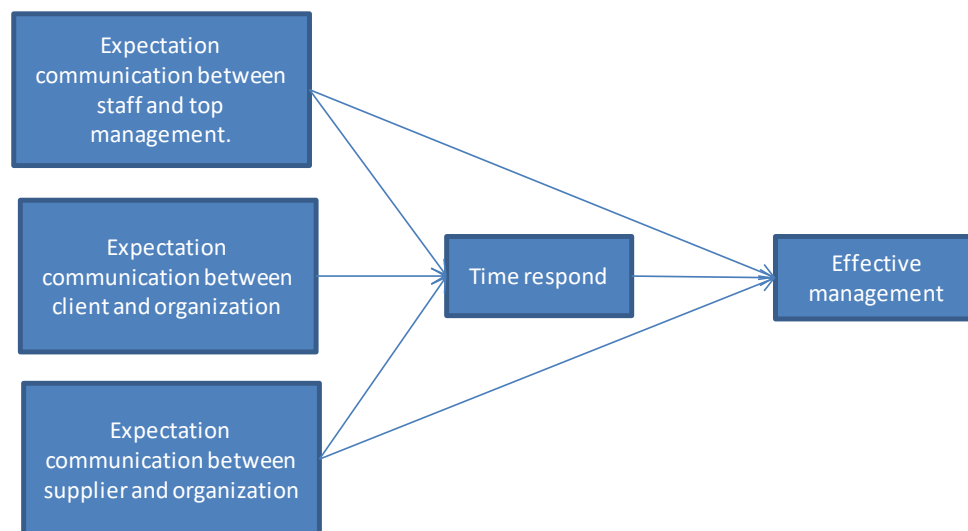 Expectation
communication between
staff and top
management.
Expectation
communication between
client and organization
Expectation
communication between
supplier and organization
Time respond
Effective
management